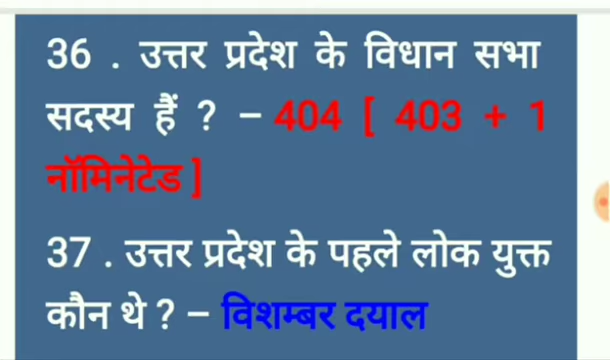 36 . उत्तर प्रदेश के विधान सभा
सदस्य हैं ? – 404 [ 403 + 1
नॉमिनेटेड ]
37 . उत्तर प्रदेश के पहले लोक युक्त
कौन थे ? – विशम्बर दयाल